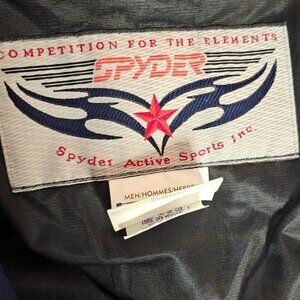 COMPETITION FOR THE ELEMENTS
SPYDER
Spyder Active Sports Inc.
MEN/HOMMES/HERREN